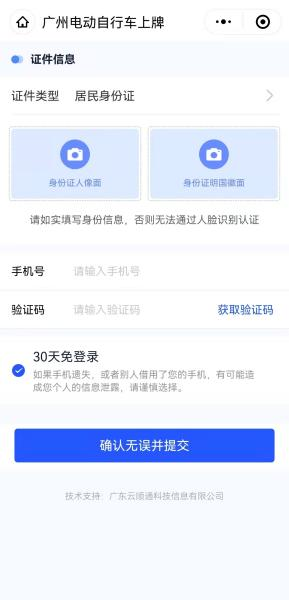 广州电动自行车上牌
证件信息
证件类型 居民身份证
身份证人像面 身份证明国徽面
请如实填写身份信息，否则无法通过人脸识别认证
手机号 请输入手机号
验证码 请输入验证码 获取验证码
30天免登录
如果手机遗失，或者别人借用了您的手机，有可能造
成您个人的信息泄露，请谨慎选择。
确认无误并提交
技术支持：广东云顺通科技信息有限公司